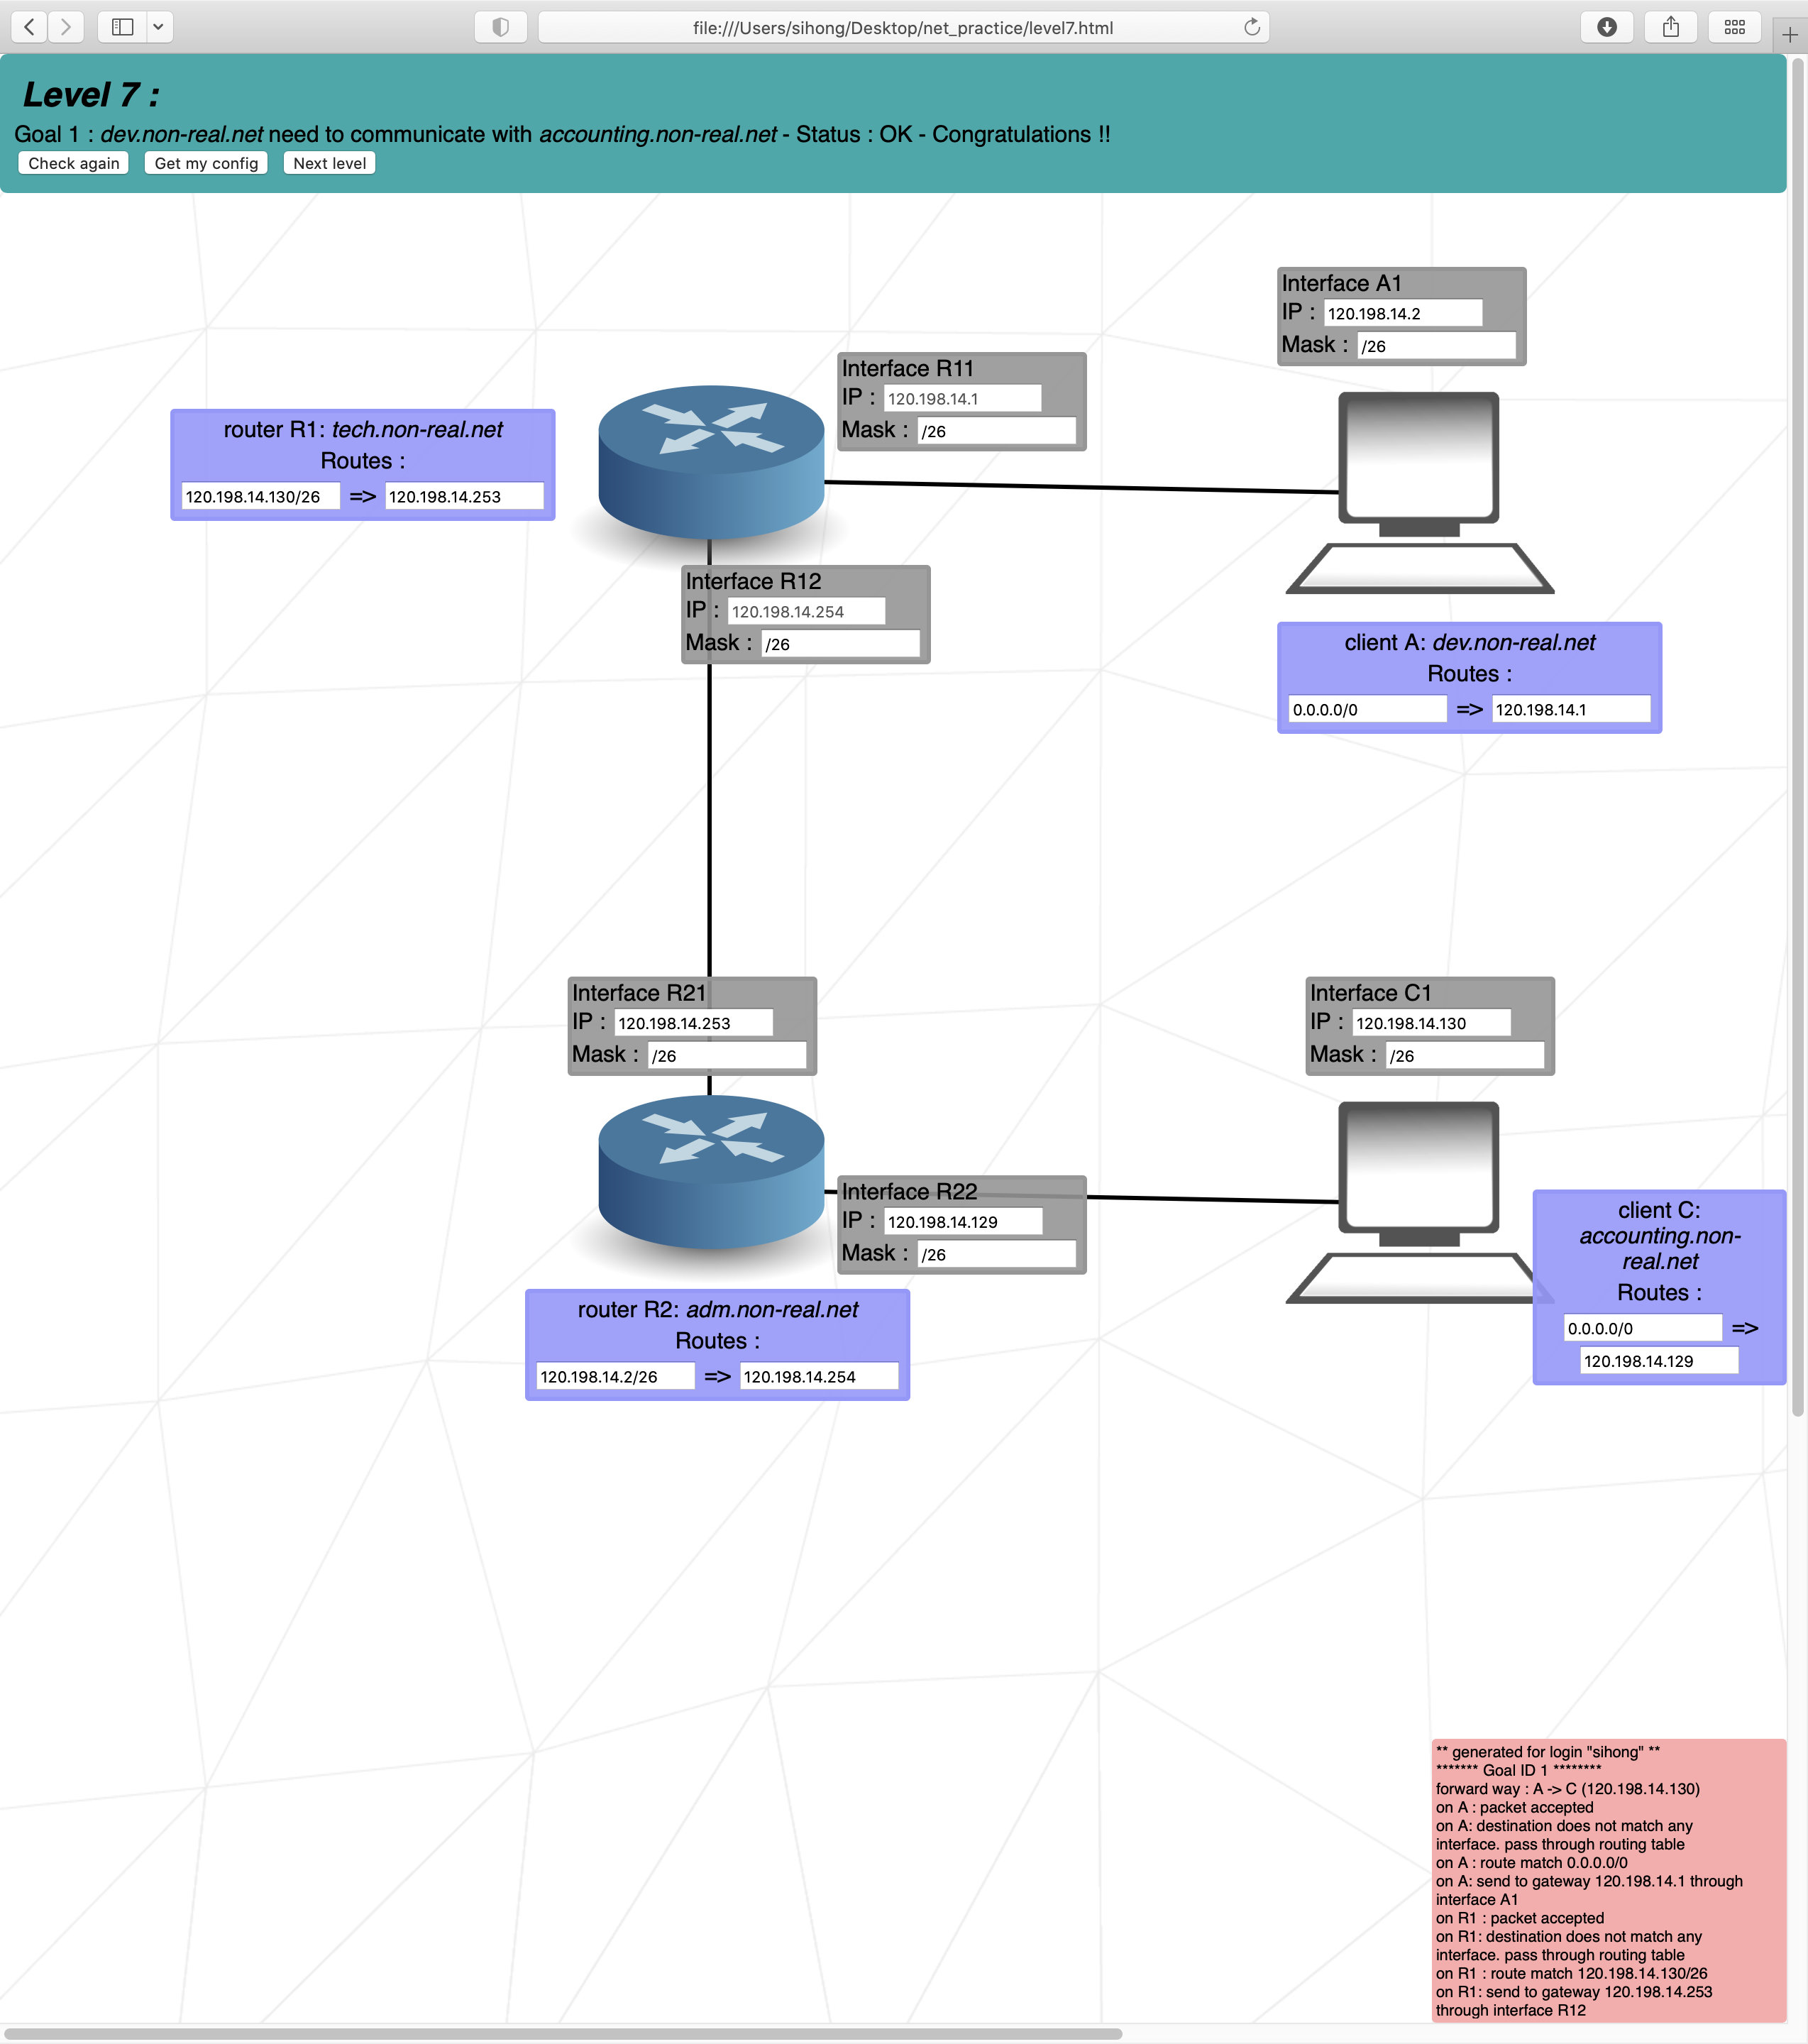 file:///Users/sihong/Desktop/net_practice/level7.html
Level 7 :
Goal 1 : dev.non-real.net need to communicate with accounting.non-real.net - Status : OK - Congratulations !!
Check again
Get my config
Next level
Interface A1
IP : 120.198.14.2
Mask : /26
Interface R11
IP : 120.198.14.1
Mask : /26
router R1: tech.non-real.net
Routes :
120.198.14.130/26 => 120.198.14.253
Interface R12
IP : 120.198.14.254
Mask : /26
client A: dev.non-real.net
Routes :
0.0.0.0/0 => 120.198.14.1
Interface R21
IP : 120.198.14.253
Mask : /26
Interface C1
IP : 120.198.14.130
Mask : /26
Interface R22
IP : 120.198.14.129
Mask : /26
client C:
accounting.non-
real.net
Routes :
0.0.0.0/0 =>
120.198.14.129
router R2: adm.non-real.net
Routes :
120.198.14.2/26 => 120.198.14.254
** generated for login "sihong" **
******* Goal ID 1 ********
forward way : A -> C (120.198.14.130)
on A : packet accepted
on A: destination does not match any
interface. pass through routing table
on A : route match 0.0.0.0/0
on A: send to gateway 120.198.14.1 through
interface A1
on R1 : packet accepted
on R1: destination does not match any
interface. pass through routing table
on R1 : route match 120.198.14.130/26
on R1: send to gateway 120.198.14.253
through interface R12